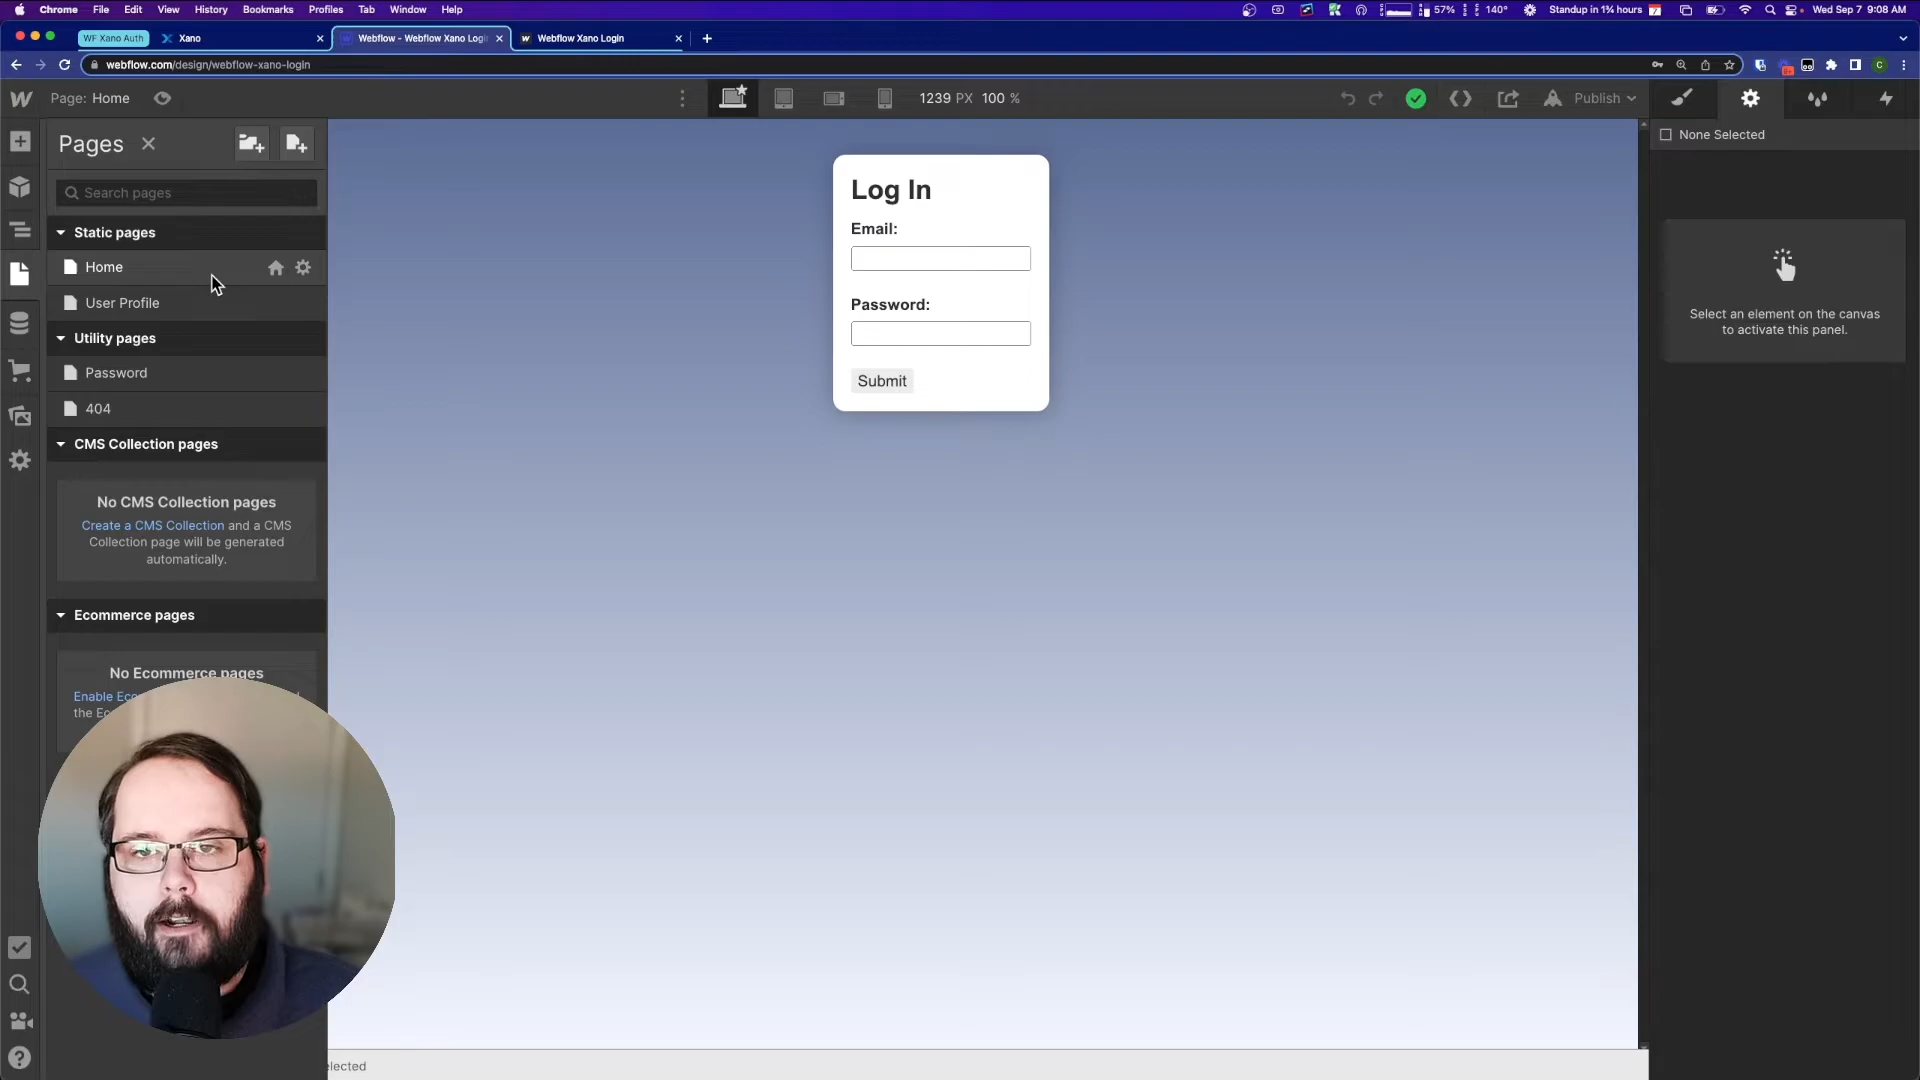 Chrome File Edit View History Bookmarks Profiles Tab Window Help
57% 140° Standup in 1¾ hours Wed Sep 7 9:08 AM
WF Xano Auth Xano Webflow - Webflow Xano Logi Webflow Xano Login
webflow.com/design/webflow-xano-login
Page: Home 1239 PX 100 % Publish
Pages
None Selected
Search pages
Static pages
Home
User Profile
Utility pages
Password
404
CMS Collection pages
No CMS Collection pages
Create a CMS Collection and a CMS
Collection page will be generated
automatically.
Ecommerce pages
No Ecommerce pages
Enable
the
Log In
Email:
Password:
Submit
Select an element on the canvas
to activate this panel.
elected